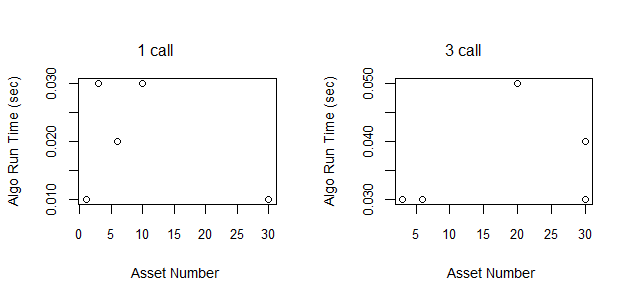 1 call
Algo Run Time (sec)
0.030
0.020
0.010
0 5 10 15 20 25 30
Asset Number
3 call
Algo Run Time (sec)
0.050
0.040
0.030
5 10 15 20 25 30
Asset Number